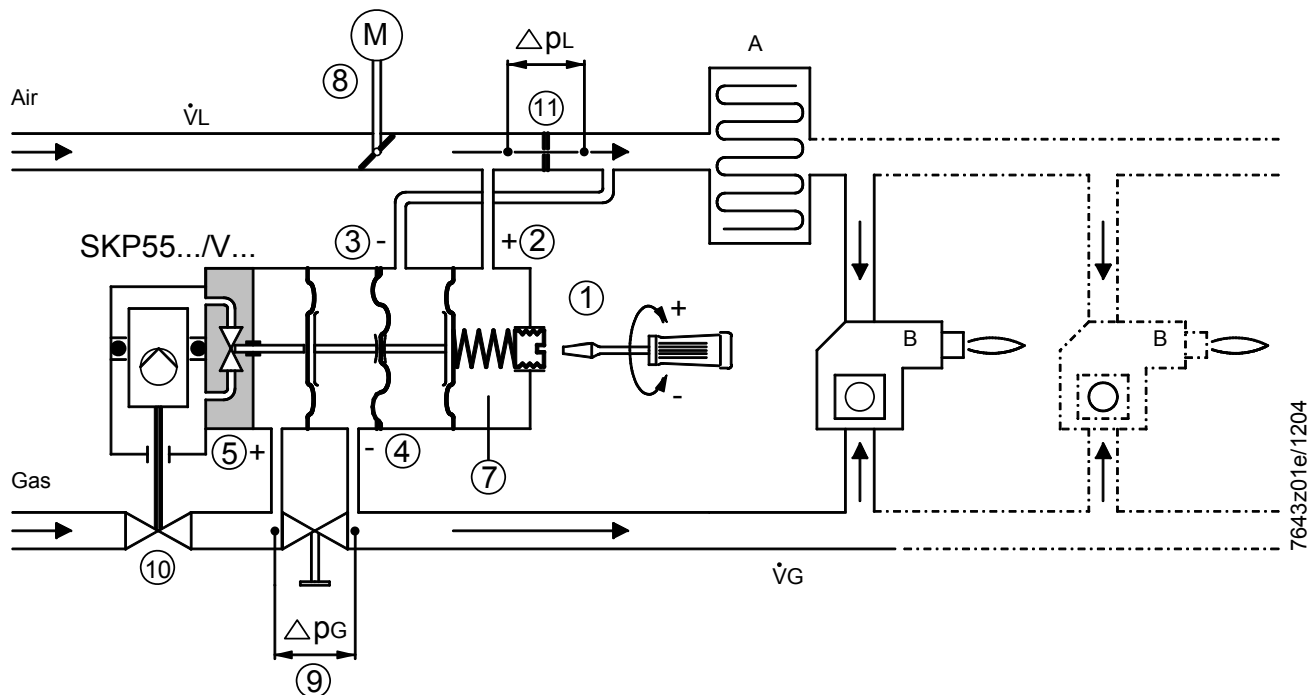 M
△pL
A
⑧
Air
V̇L
⑪
SKP55.../V...
③ -
+ ②
①
+
-
B
B
⑤ +
- ④
⑦
Gas
⑩
V̇G
△pG
⑨
7643z01e/1204